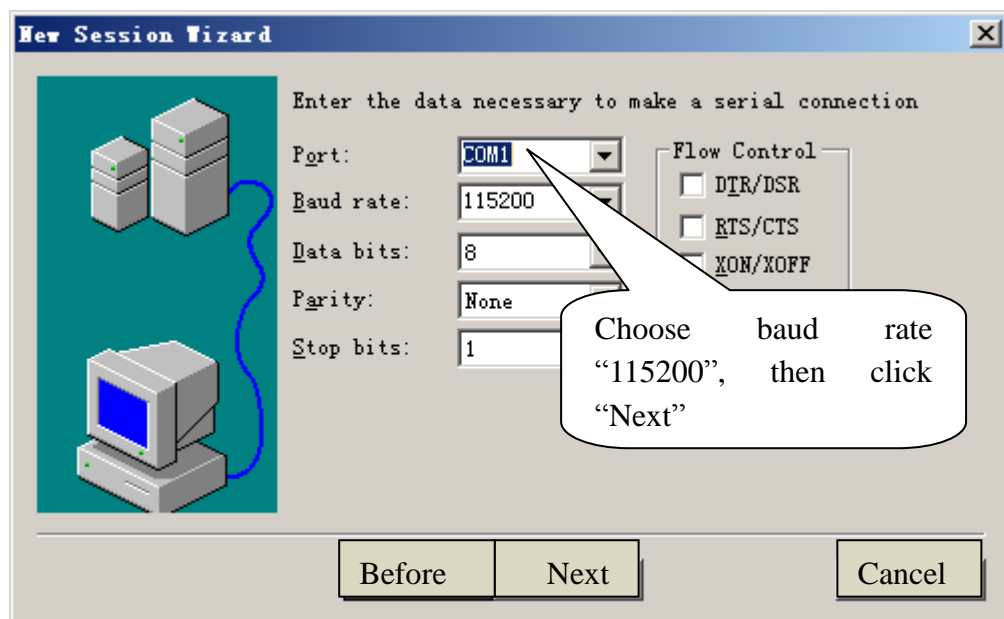 New Session Wizard
Enter the data necessary to make a serial connection
Port: COM1
Flow Control
DTR/DSR
Baud rate: 115200
RTS/CTS
Data bits: 8
XON/XOFF
Parity: None
Stop bits: 1
Choose baud rate
“115200”, then click
“Next”
Before Next Cancel